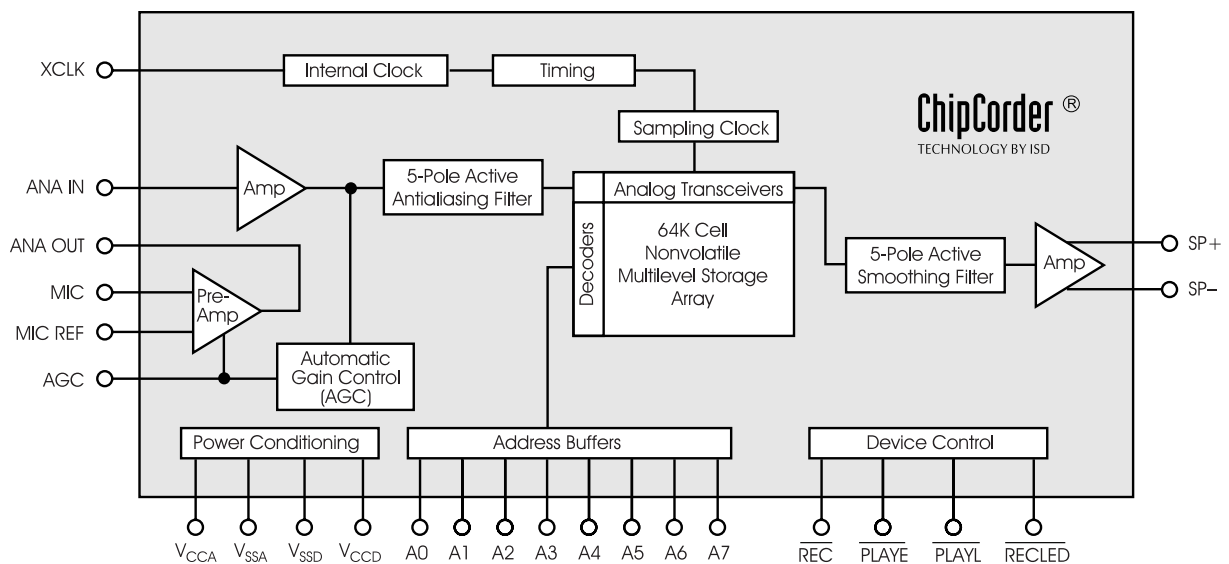 XCLK
Internal Clock
Timing
Sampling Clock
ChipCorder ®
TECHNOLOGY BY ISD
ANA IN
Amp
5-Pole Active
Antialiasing Filter
Analog Transceivers
Decoders
64K Cell
Nonvolatile
Multilevel Storage
Array
5-Pole Active
Smoothing Filter
Amp
SP+
SP–
ANA OUT
MIC
Pre-
Amp
MIC REF
AGC
Automatic
Gain Control
(AGC)
Power Conditioning
Address Buffers
Device Control
VCCA
VSSA
VSSD
VCCD
A0
A1
A2
A3
A4
A5
A6
A7
REC
PLAYE
PLAYL
RECLED